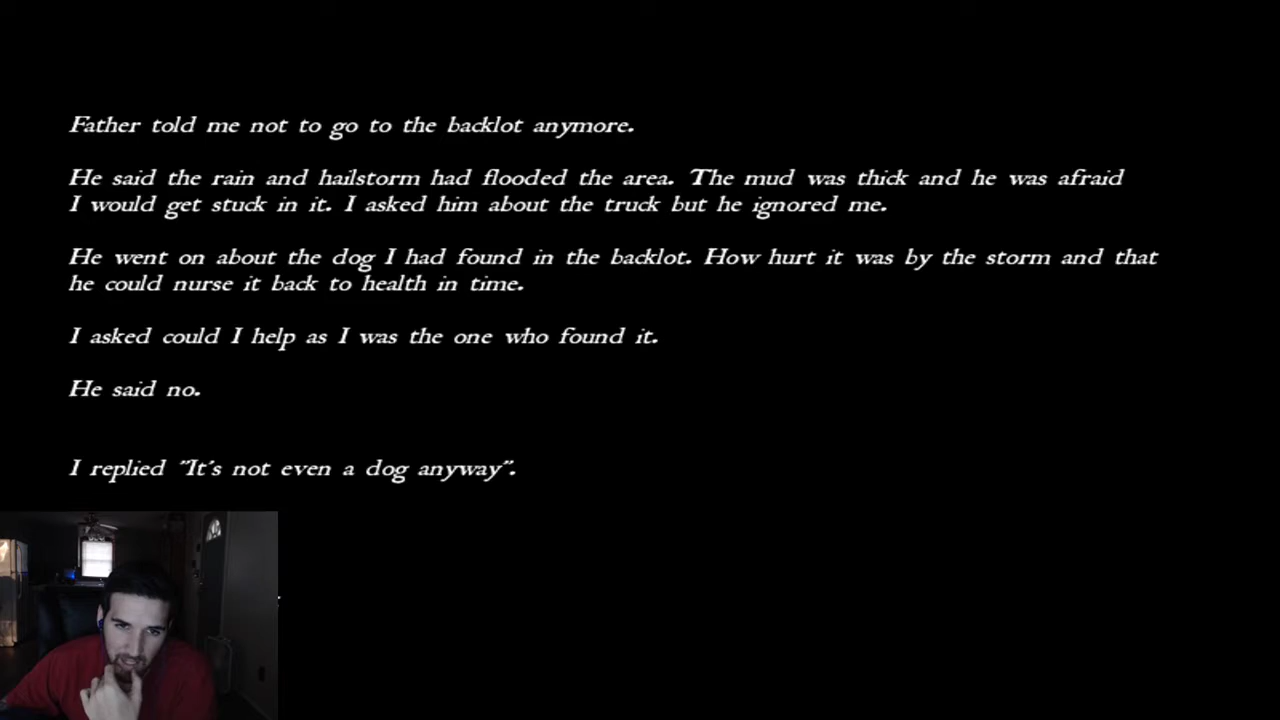 Father told me not to go to the backlot anymore.
He said the rain and hailstorm had flooded the area. The mud was thick and he was afraid
I would get stuck in it. I asked him about the truck but he ignored me.
He went on about the dog I had found in the backlot. How hurt it was by the storm and that
he could nurse it back to health in time.
I asked could I help as I was the one who found it.
He said no.
I replied "It's not even a dog anyway".